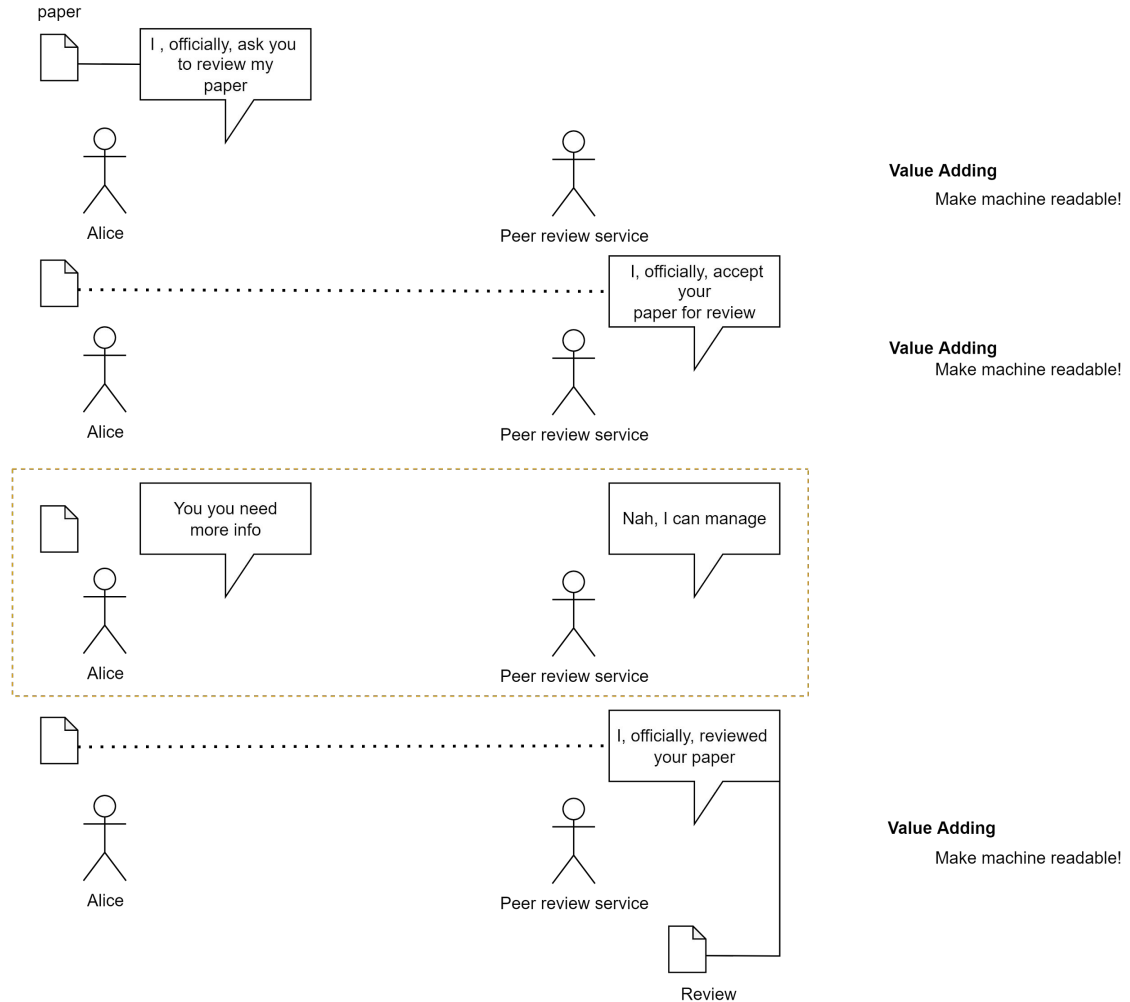 paper
I , officially, ask you
to review my
paper
Value Adding
Make machine readable!
Alice
Peer review service
I, officially, accept
your
paper for review
Value Adding
Make machine readable!
Alice
Peer review service
You you need
more info
Nah, I can manage
Alice
Peer review service
I, officially, reviewed
your paper
Value Adding
Make machine readable!
Alice
Peer review service
Review